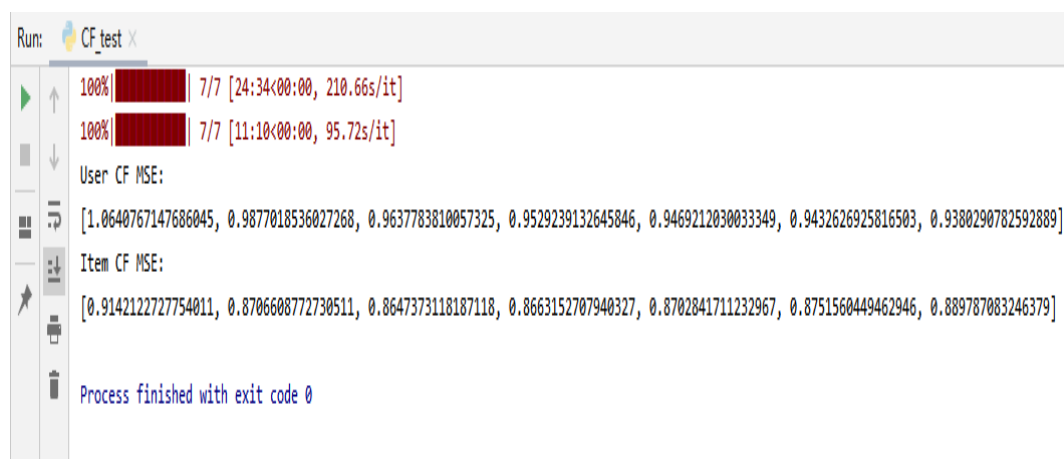 Run: CF_test ×
100%|██████████| 7/7 [24:34<00:00, 210.66s/it]
100%|██████████| 7/7 [11:10<00:00, 95.72s/it]
User CF MSE:
[1.0640767147686045, 0.9877018536027268, 0.9637783810057325, 0.9529239132645846, 0.9469212030033349, 0.9432626925816503, 0.9380290782592889]
Item CF MSE:
[0.9142122727754011, 0.8706608772730511, 0.8647373118187118, 0.8663152707940327, 0.8702841711232967, 0.8751560449462946, 0.889787083246379]
Process finished with exit code 0